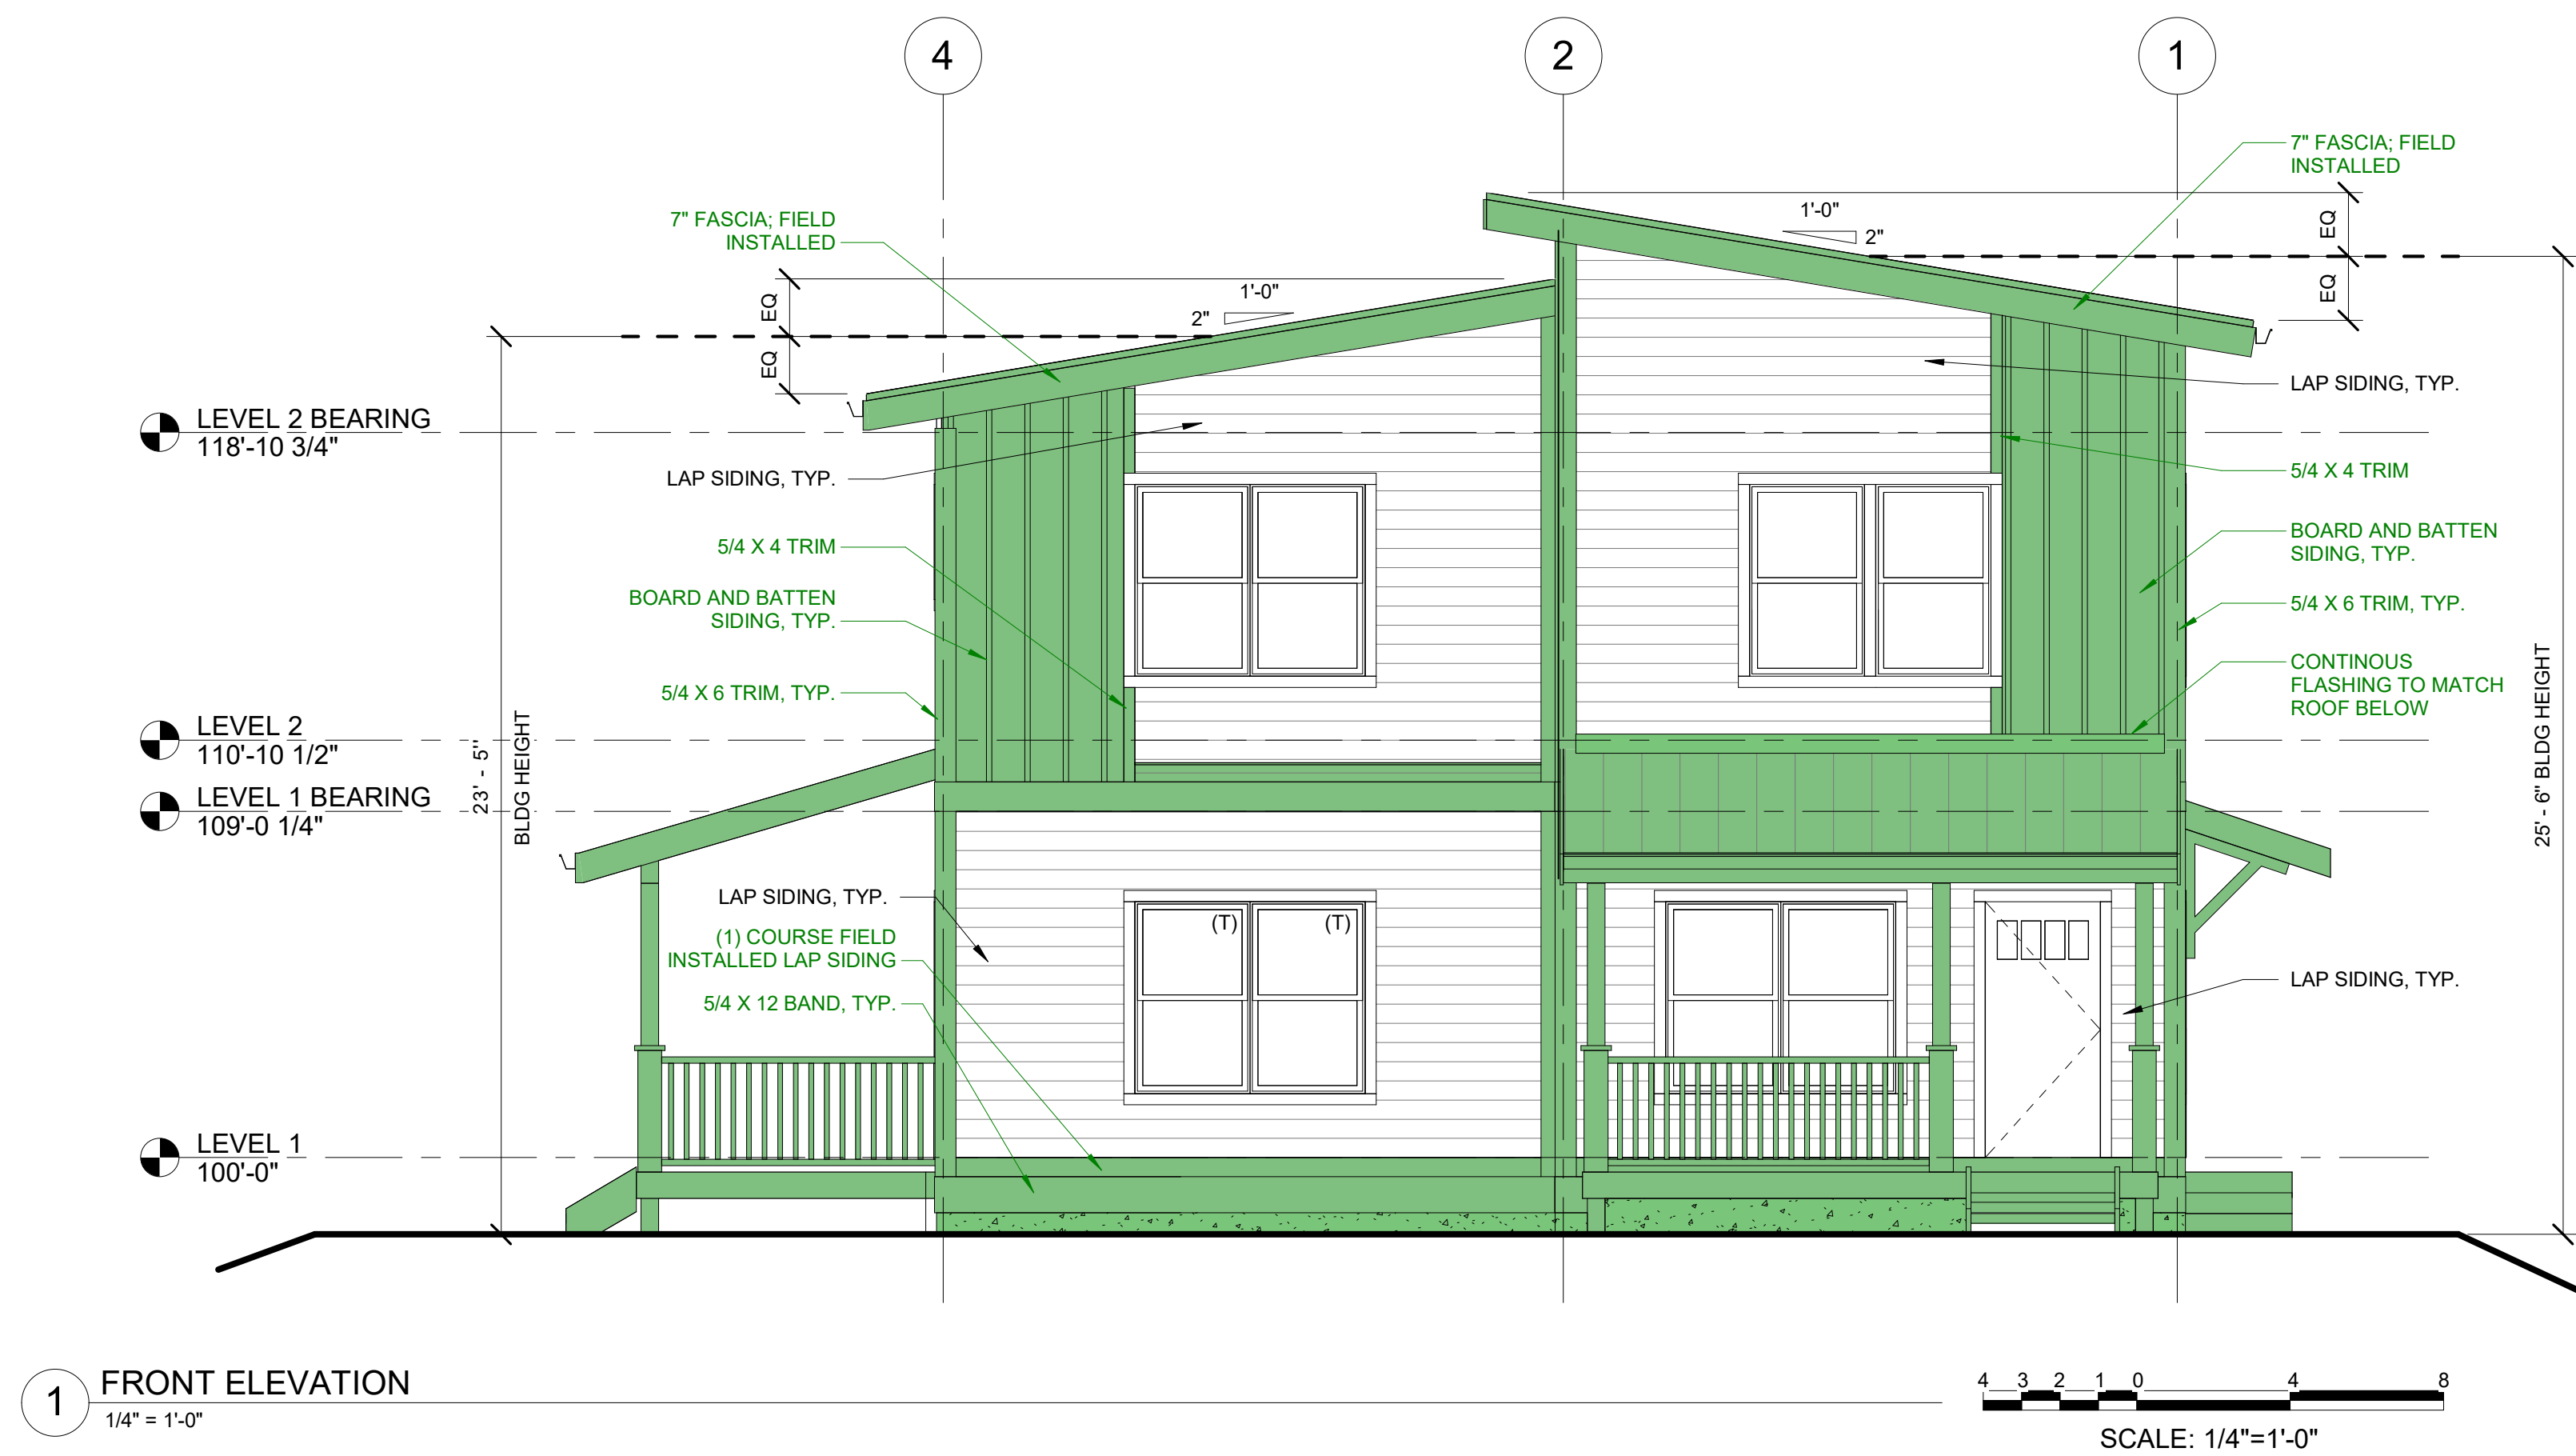 4
2
1
7" FASCIA; FIELD
INSTALLED
7" FASCIA; FIELD
INSTALLED
1'-0"
2"
EQ
EQ
1'-0"
2"
EQ
EQ
LAP SIDING, TYP.
LEVEL 2 BEARING
118'-10 3/4"
LAP SIDING, TYP.
5/4 X 4 TRIM
5/4 X 4 TRIM
BOARD AND BATTEN
SIDING, TYP.
BOARD AND BATTEN
SIDING, TYP.
5/4 X 6 TRIM, TYP.
5/4 X 6 TRIM, TYP.
CONTINOUS
FLASHING TO MATCH
ROOF BELOW
LEVEL 2
110'-10 1/2"
23' - 5"
BLDG HEIGHT
25' - 6" BLDG HEIGHT
LEVEL 1 BEARING
109'-0 1/4"
LAP SIDING, TYP.
(T)
(T)
(1) COURSE FIELD
INSTALLED LAP SIDING
5/4 X 12 BAND, TYP.
LAP SIDING, TYP.
LEVEL 1
100'-0"
1
FRONT ELEVATION
1/4" = 1'-0"
4 3 2 1 0 4 8
SCALE: 1/4"=1'-0"